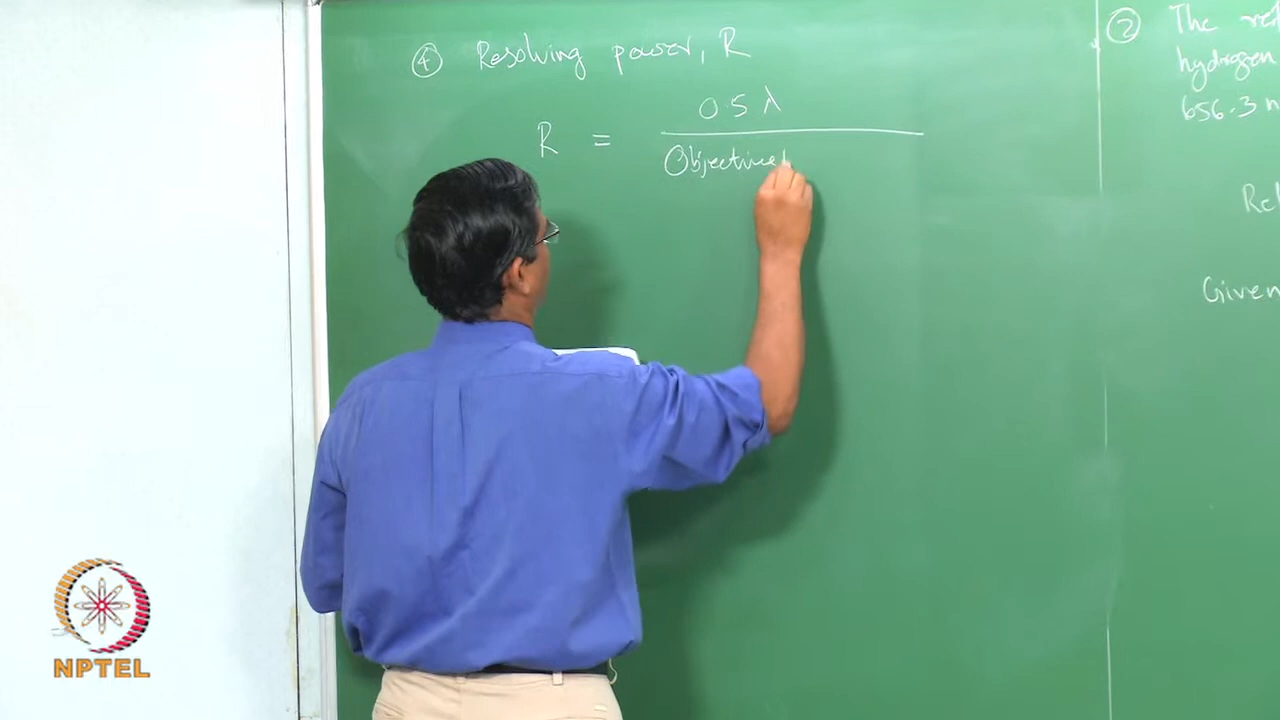 ④ Resolving power, R
0.5 λ
R =
Objective
② The
hydrogen
656.3 n
Given
NPTEL